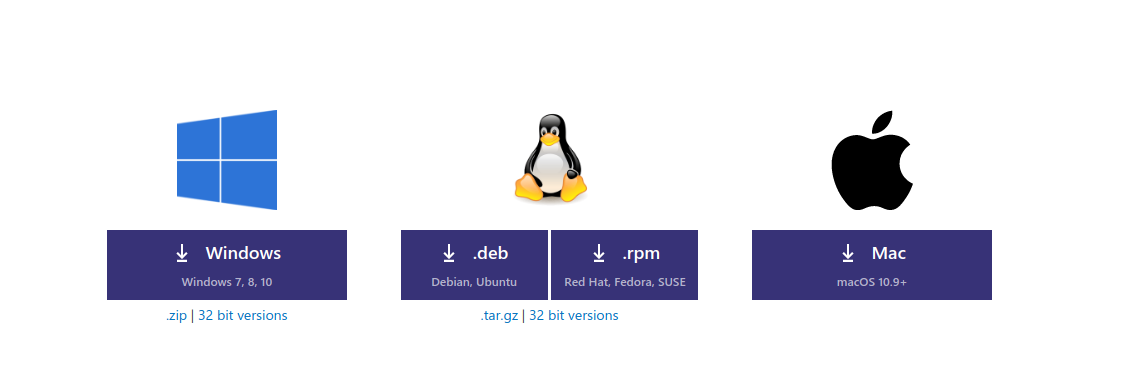 Windows
Windows 7, 8, 10
.zip | 32 bit versions
.deb
Debian, Ubuntu
.rpm
Red Hat, Fedora, SUSE
.tar.gz | 32 bit versions
Mac
macOS 10.9+